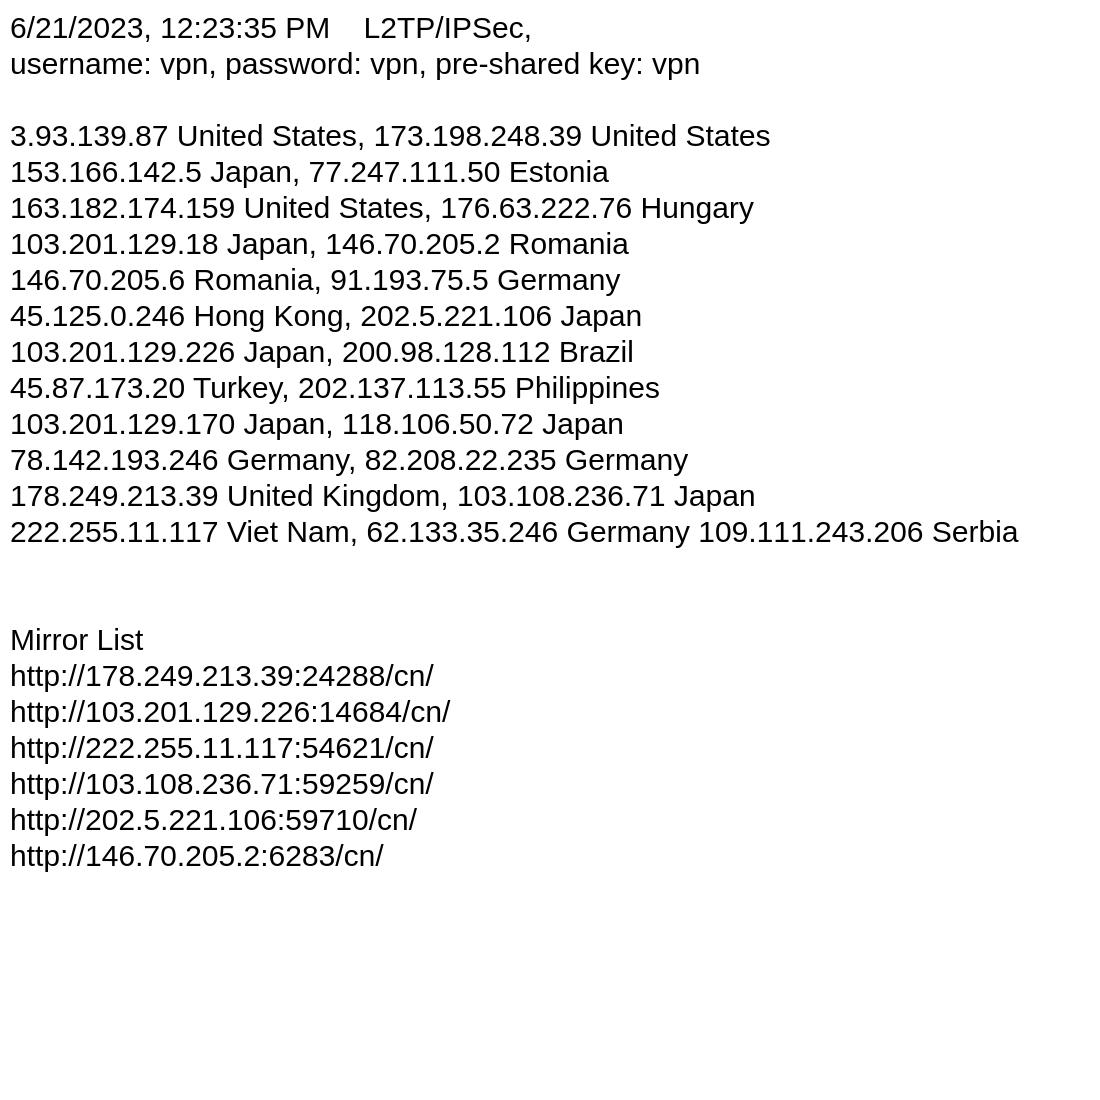 6/21/2023, 12:23:35 PM    L2TP/IPSec,
username: vpn, password: vpn, pre-shared key: vpn
3.93.139.87 United States, 173.198.248.39 United States
153.166.142.5 Japan, 77.247.111.50 Estonia
163.182.174.159 United States, 176.63.222.76 Hungary
103.201.129.18 Japan, 146.70.205.2 Romania
146.70.205.6 Romania, 91.193.75.5 Germany
45.125.0.246 Hong Kong, 202.5.221.106 Japan
103.201.129.226 Japan, 200.98.128.112 Brazil
45.87.173.20 Turkey, 202.137.113.55 Philippines
103.201.129.170 Japan, 118.106.50.72 Japan
78.142.193.246 Germany, 82.208.22.235 Germany
178.249.213.39 United Kingdom, 103.108.236.71 Japan
222.255.11.117 Viet Nam, 62.133.35.246 Germany 109.111.243.206 Serbia
Mirror List
http://178.249.213.39:24288/cn/
http://103.201.129.226:14684/cn/
http://222.255.11.117:54621/cn/
http://103.108.236.71:59259/cn/
http://202.5.221.106:59710/cn/
http://146.70.205.2:6283/cn/